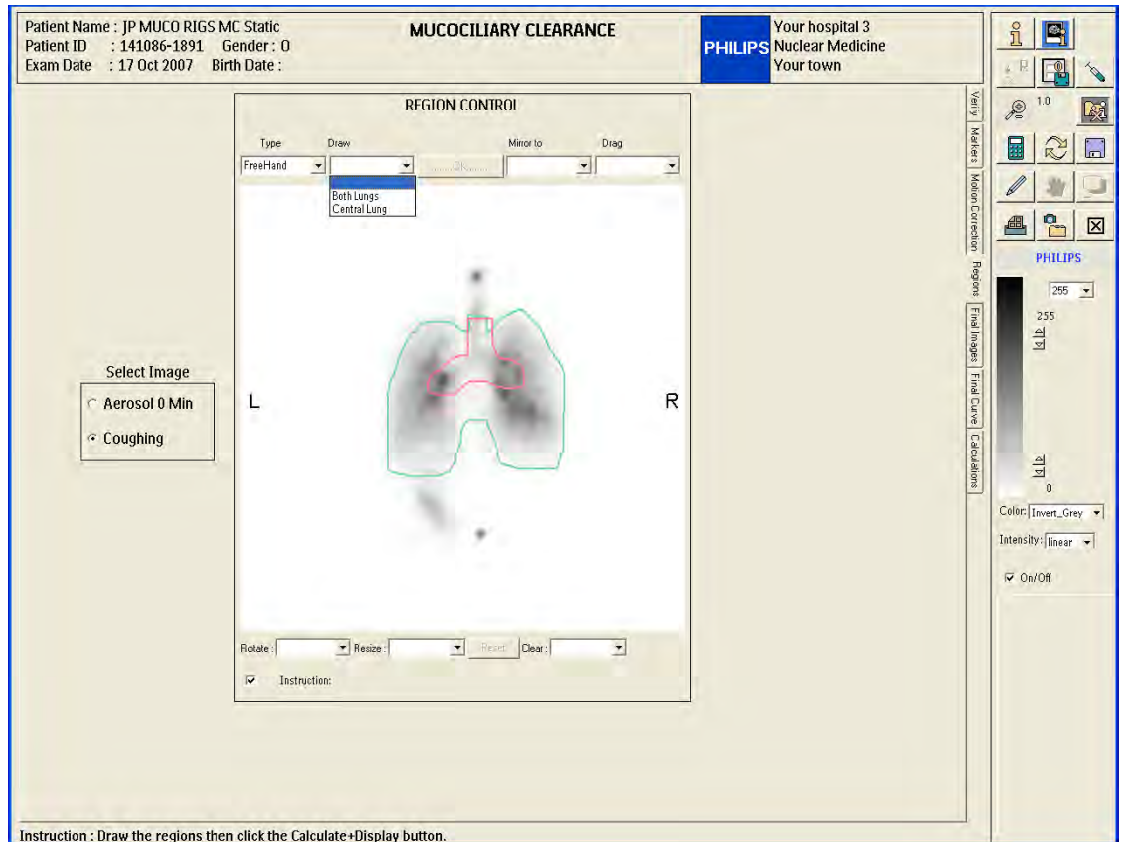 Patient Name : JP MUCO RIGS MC Static
Patient ID : 141086-1891 Gender : O
Exam Date : 17 Oct 2007 Birth Date :
MUCOCILIARY CLEARANCE
PHILIPS
Your hospital 3
Nuclear Medicine
Your town
REGION CONTROL
Type Draw Mirror to Drag
FreeHand
Both Lungs
Central Lung
L R
Select Image
Aerosol 0 Min
Coughing
Rotate : Resize : Reset Clear :
Instruction:
Verify
Markers
Motion Correction
Regions
Final Images
Final Curve
Calculations
1.0
PHILIPS
255
255
0
Color: Invert_Grey
Intensity: linear
On/Off
Instruction : Draw the regions then click the Calculate+Display button.